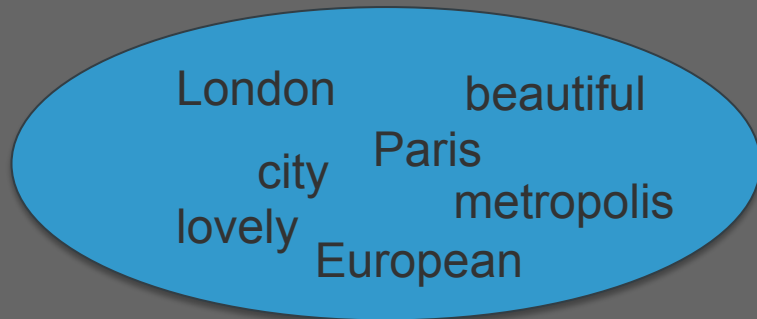 London
beautiful
Paris
city
metropolis
lovely
European